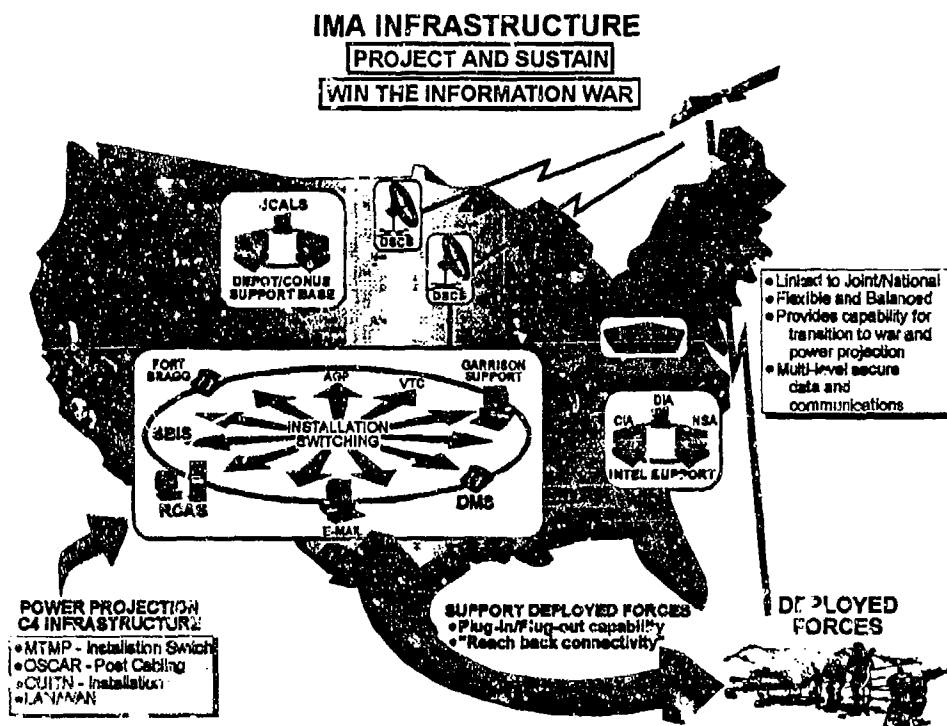 IMA INFRASTRUCTURE
PROJECT AND SUSTAIN
WIN THE INFORMATION WAR
JCALS
DEPOT/CONUS
SUPPORT BASE
DSCS
DSCS
• Linked to Joint/National
• Flexible and Balanced
• Provides capability for
transition to war and
power projection
• Multi-level secure
data and
communications
FORT
BRAGG
AGP
VTC
GARRISON
SUPPORT
INSTALLATION
SWITCHING
SBIS
RCAS
E-MAIL
DMS
DIA
CIA
NSA
INTEL SUPPORT
POWER PROJECTION
C4 INFRASTRUCTURE
• MTMP - Installation Switch
• OSCAR - Post Cabling
• CUITN - Installation
• LAN/WAN
SUPPORT DEPLOYED FORCES
• Plug-in/Plug-out capability
• "Reach back connectivity"
DEPLOYED
FORCES